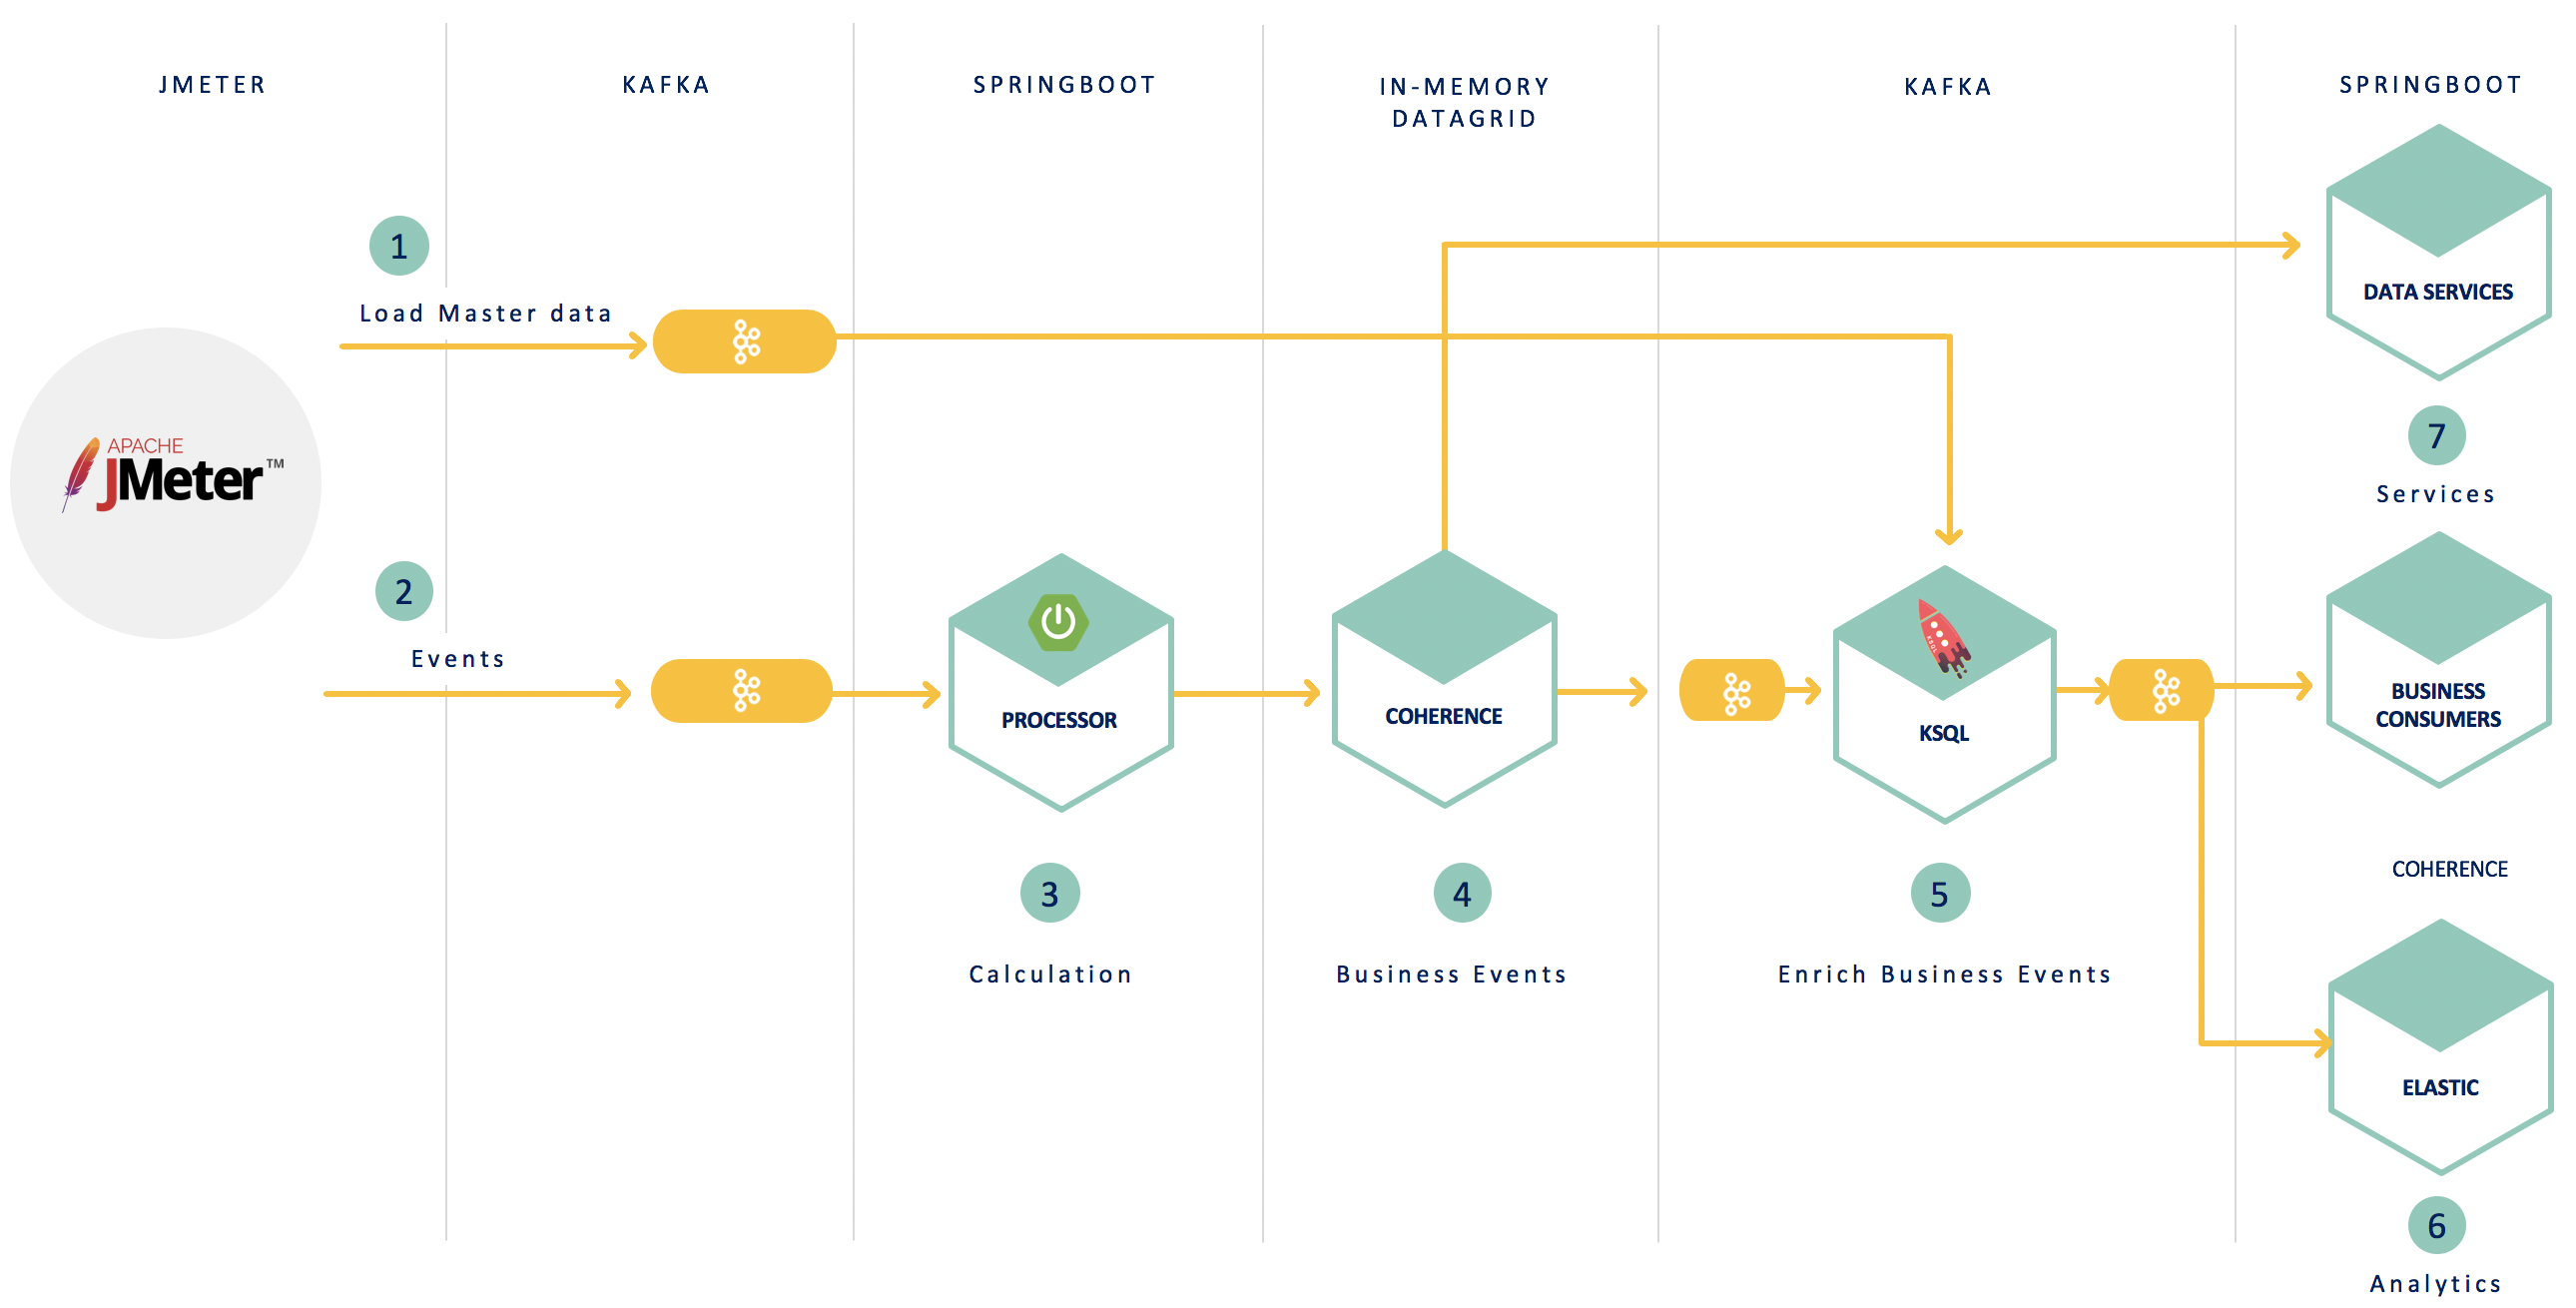 JMETER
KAFKA
SPRINGBOOT
IN-MEMORY
DATAGRID
KAFKA
SPRINGBOOT
1
Load Master data
APACHE
JMeter™
2
Events
PROCESSOR
3
Calculation
COHERENCE
4
Business Events
KSQL
KSQL
5
Enrich Business Events
DATA SERVICES
7
Services
BUSINESS
CONSUMERS
COHERENCE
ELASTIC
6
Analytics